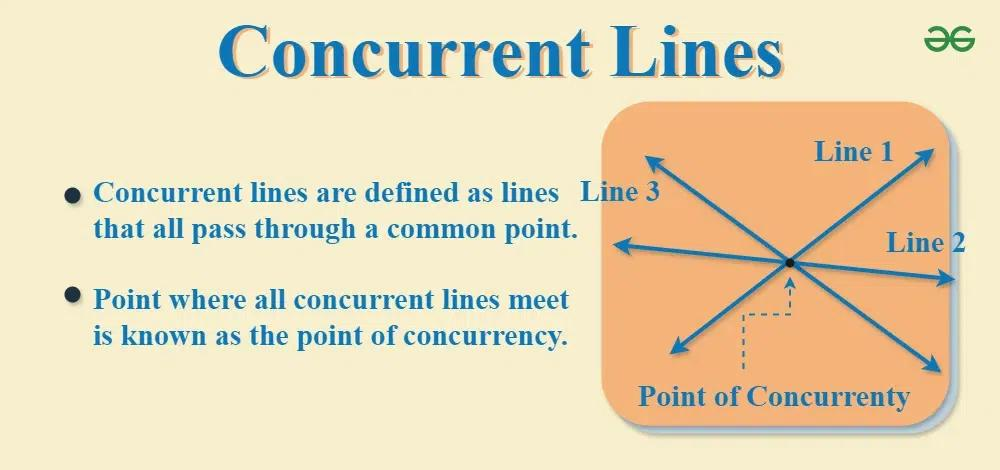 Concurrent Lines
Concurrent lines are defined as lines
that all pass through a common point.
Point where all concurrent lines meet
is known as the point of concurrency.
Line 1
Line 3
Line 2
Point of Concurrenty